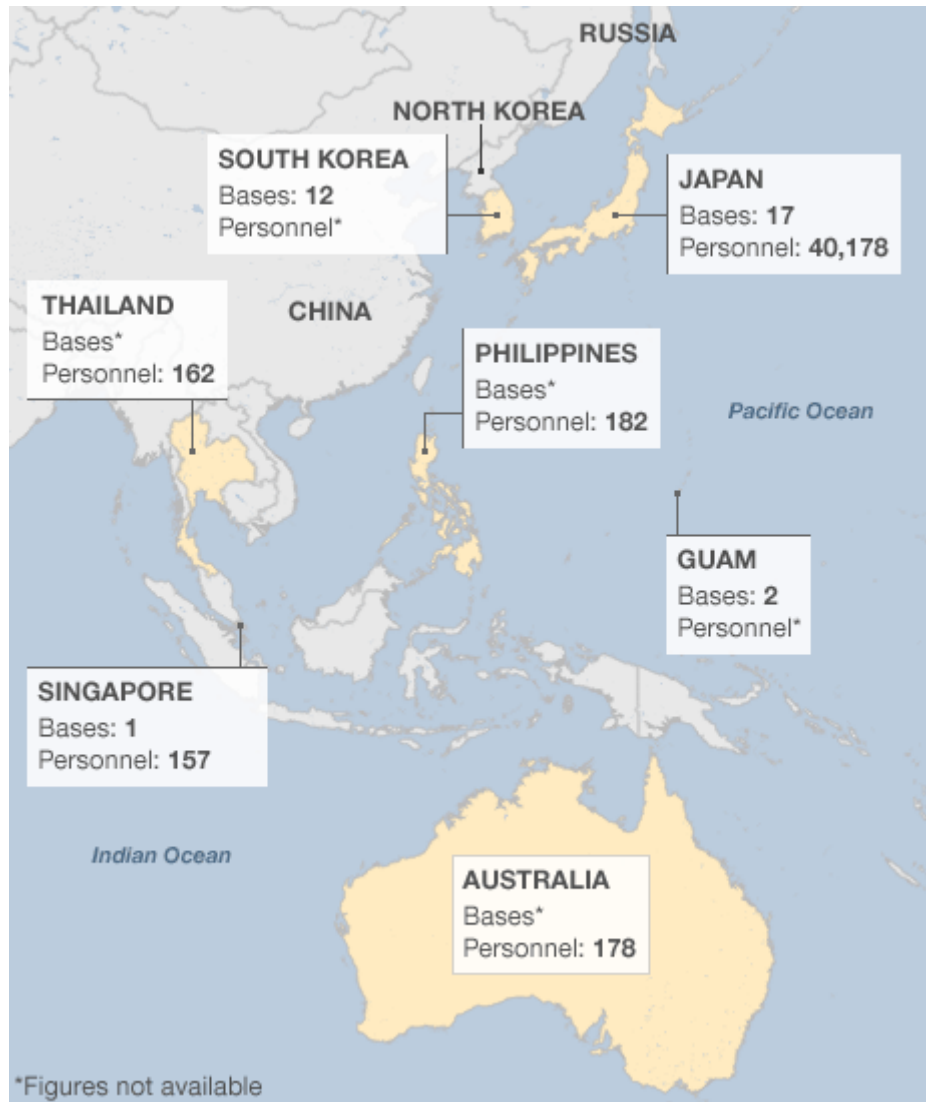 RUSSIA
NORTH KOREA
SOUTH KOREA
Bases: 12
Personnel*
JAPAN
Bases: 17
Personnel: 40,178
THAILAND
Bases*
Personnel: 162
CHINA
PHILIPPINES
Bases*
Personnel: 182
Pacific Ocean
GUAM
Bases: 2
Personnel*
SINGAPORE
Bases: 1
Personnel: 157
Indian Ocean
AUSTRALIA
Bases*
Personnel: 178
*Figures not available